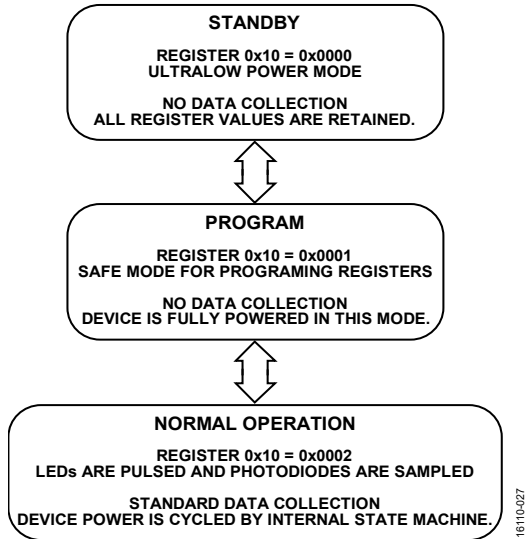 STANDBY
REGISTER 0x10 = 0x0000
ULTRALOW POWER MODE
NO DATA COLLECTION
ALL REGISTER VALUES ARE RETAINED.
PROGRAM
REGISTER 0x10 = 0x0001
SAFE MODE FOR PROGRAMING REGISTERS
NO DATA COLLECTION
DEVICE IS FULLY POWERED IN THIS MODE.
NORMAL OPERATION
REGISTER 0x10 = 0x0002
LEDs ARE PULSED AND PHOTODIODES ARE SAMPLED
STANDARD DATA COLLECTION
DEVICE POWER IS CYCLED BY INTERNAL STATE MACHINE.
16110-027